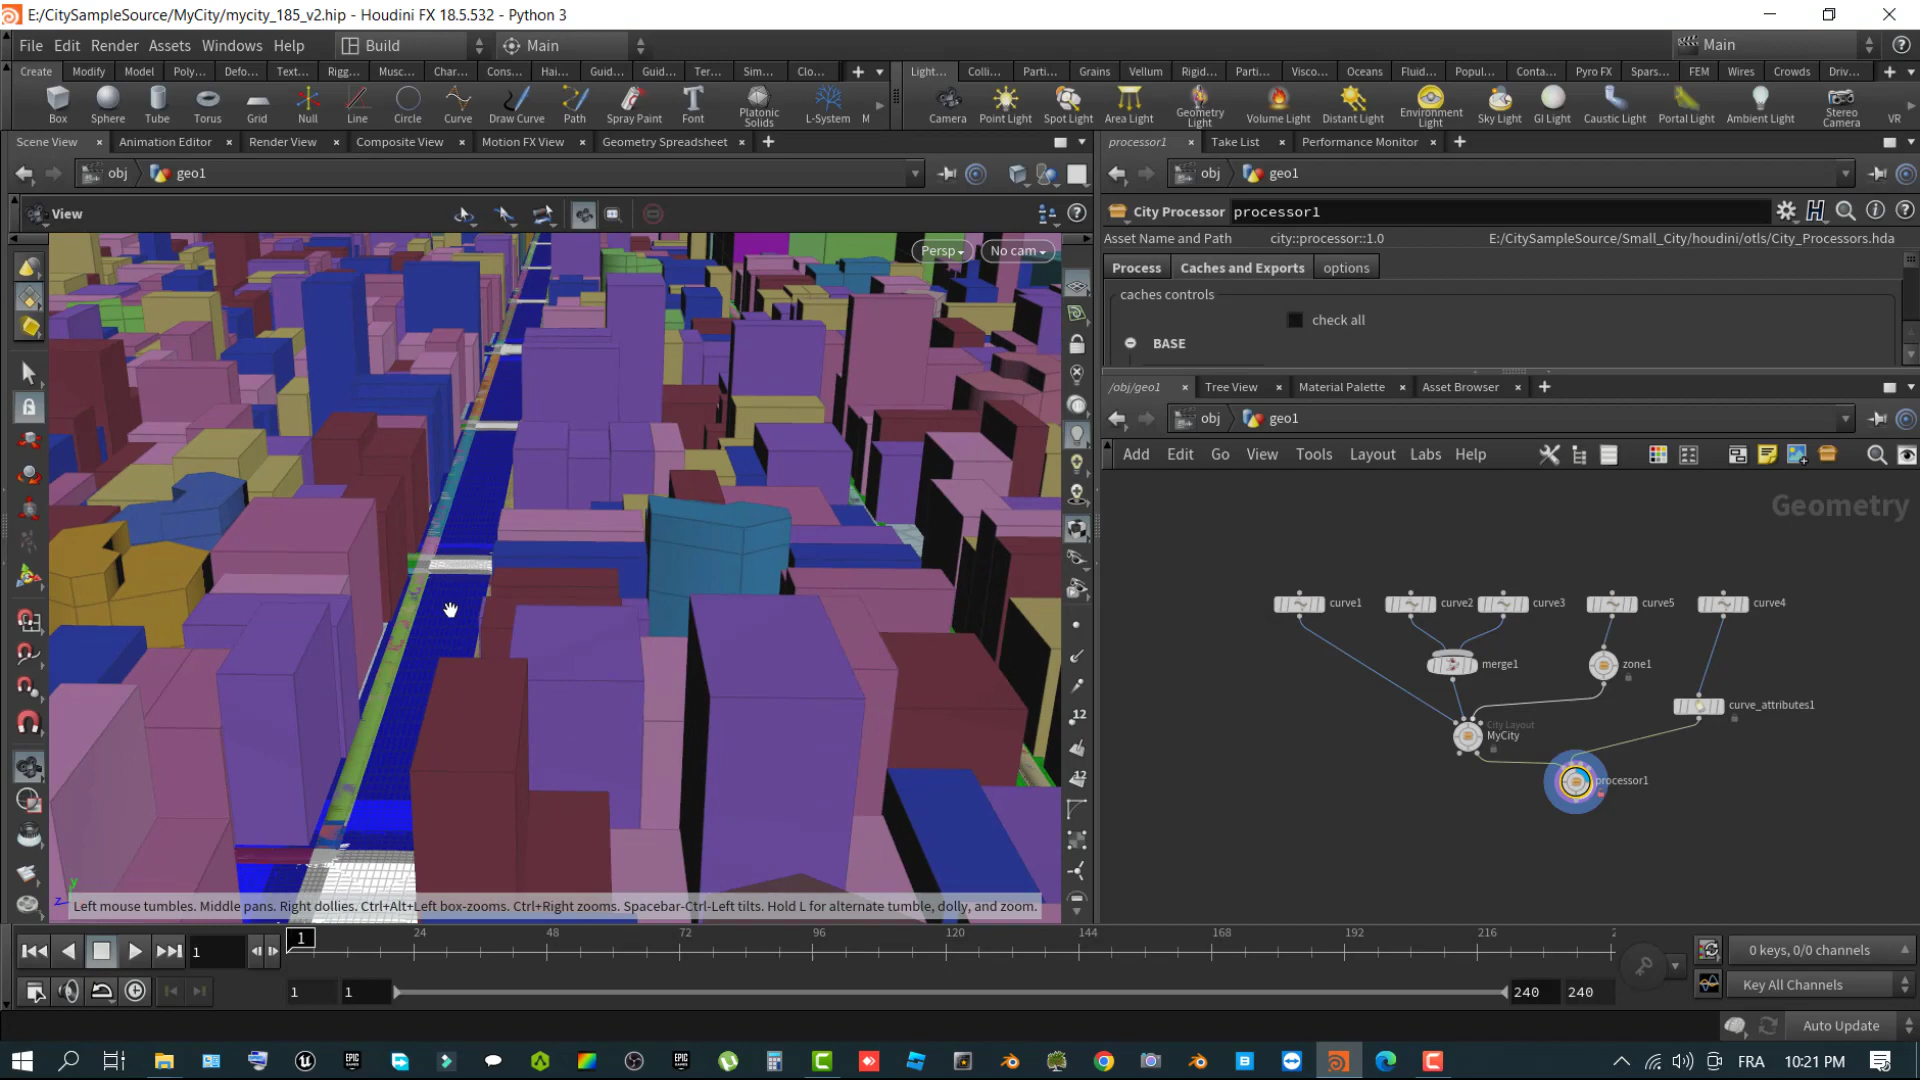 E:/CitySampleSource/MyCity/mycity_185_v2.hip - Houdini FX 18.5.532 - Python 3
File Edit Render Assets Windows Help Build Main Main
Create Modify Model Poly... Defo... Text... Rigg... Musc... Char... Cons... Hai... Guid... Guid... Ter... Sim... Clo... Light... Colli... Parti... Grains Vellum Rigid... Parti... Visco... Oceans Fluid... Popul... Conta... Pyro FX Spars... FEM Wires Crowds Driv...
Box Sphere Tube Torus Grid Null Line Circle Curve Draw Curve Path Spray Paint Font Platonic Solids L-System M Camera Point Light Spot Light Area Light Geometry Light Volume Light Distant Light Environment Light Sky Light GI Light Caustic Light Portal Light Ambient Light Stereo Camera VR
Scene View Animation Editor Render View Composite View Motion FX View Geometry Spreadsheet
processor1 Take List Performance Monitor
obj geo1
obj geo1
View
City Processor processor1
Asset Name and Path city::processor::1.0 E:/CitySampleSource/Small_City/houdini/otls/City_Processors.hda
Persp No cam
Process Caches and Exports options
caches controls
check all
BASE
/obj/geo1 Tree View Material Palette Asset Browser
obj geo1
Add Edit Go View Tools Layout Labs Help
Geometry
curve1 curve2 curve3 curve5 curve4
merge1 zone1
curve_attributes1
City Layout
MyCity
processor1
12
12
y
z
Left mouse tumbles. Middle pans. Right dollies. Ctrl+Alt+Left box-zooms. Ctrl+Right zooms. Spacebar-Ctrl-Left tilts. Hold L for alternate tumble, dolly, and zoom.
1 1 24 48 72 96 120 144 168 192 216 2
0 keys, 0/0 channels
1 1 240 240 Key All Channels
Auto Update
FRA 10:21 PM